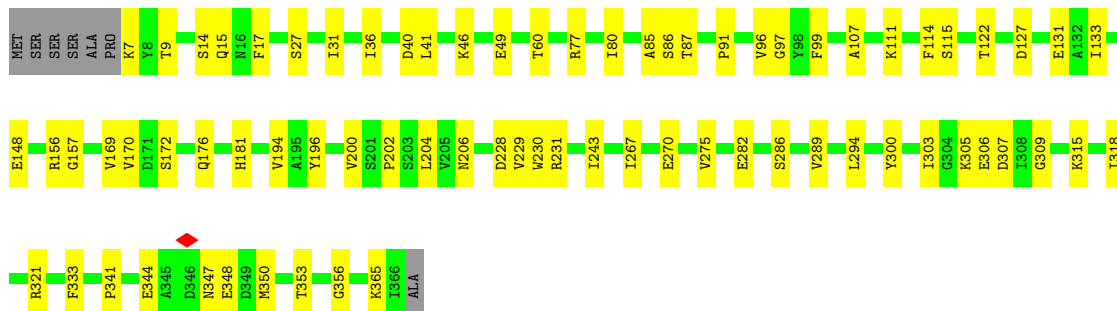 MET SER SER SER ALA PRO K7 Y8 T9 S14 Q15 N16 F17 S27 I31 I36 D40 L41 K46 E49 T60 R77 I80 A85 S86 T87 P91 V96 G97 Y98 F99 A107 K111 F114 S115 T122 D127 E131 A132 I133
E148 R156 G157 V169 V170 D171 S172 Q176 H181 V194 A195 Y196 V200 S201 P202 S203 L204 V205 N206 D228 V229 W230 R231 I243 I267 E270 V275 E282 S286 V289 L294 Y300 I303 G304 K305 E306 D307 I308 G309 K315 I318
R321 F333 P341 E344 A345 D346 N347 E348 D349 M350 T353 G356 K365 I366 ALA